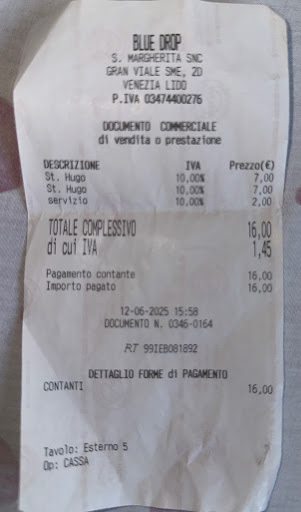 BLUE DROP
S. MARGHERITA SNC
GRAN VIALE SME, 2D
VENEZIA LIDO
P.IVA 03474400276
DOCUMENTO COMMERCIALE
di vendita o prestazione
DESCRIZIONE IVA Prezzo(€)
St. Hugo 10,00% 7,00
St. Hugo 10,00% 7,00
servizio 10,00% 2,00
TOTALE COMPLESSIVO 16,00
di cui IVA 1,45
Pagamento contante 16,00
Importo pagato 16,00
12-06-2025 15:58
DOCUMENTO N. 0346-0164
RT 99IEB081892
DETTAGLIO FORME di PAGAMENTO
CONTANTI 16,00
Tavolo: Esterno 5
Op: CASSA